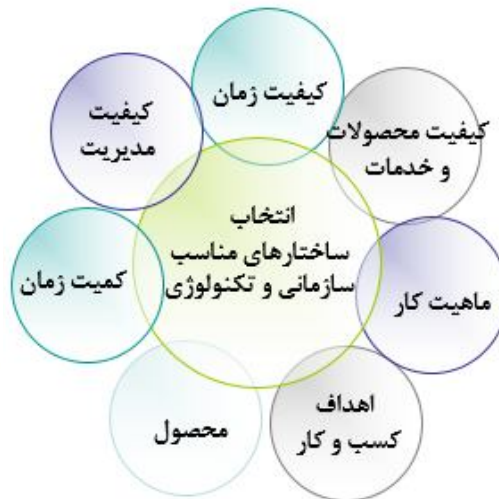 کیفیت زمان
کیفیت محصولات
و خدمات
ماهیت کار
اهداف
کسب و کار
محصول
کمیت زمان
کیفیت
مدیریت
انتخاب
ساختارهای مناسب
سازمانی و تکنولوژی